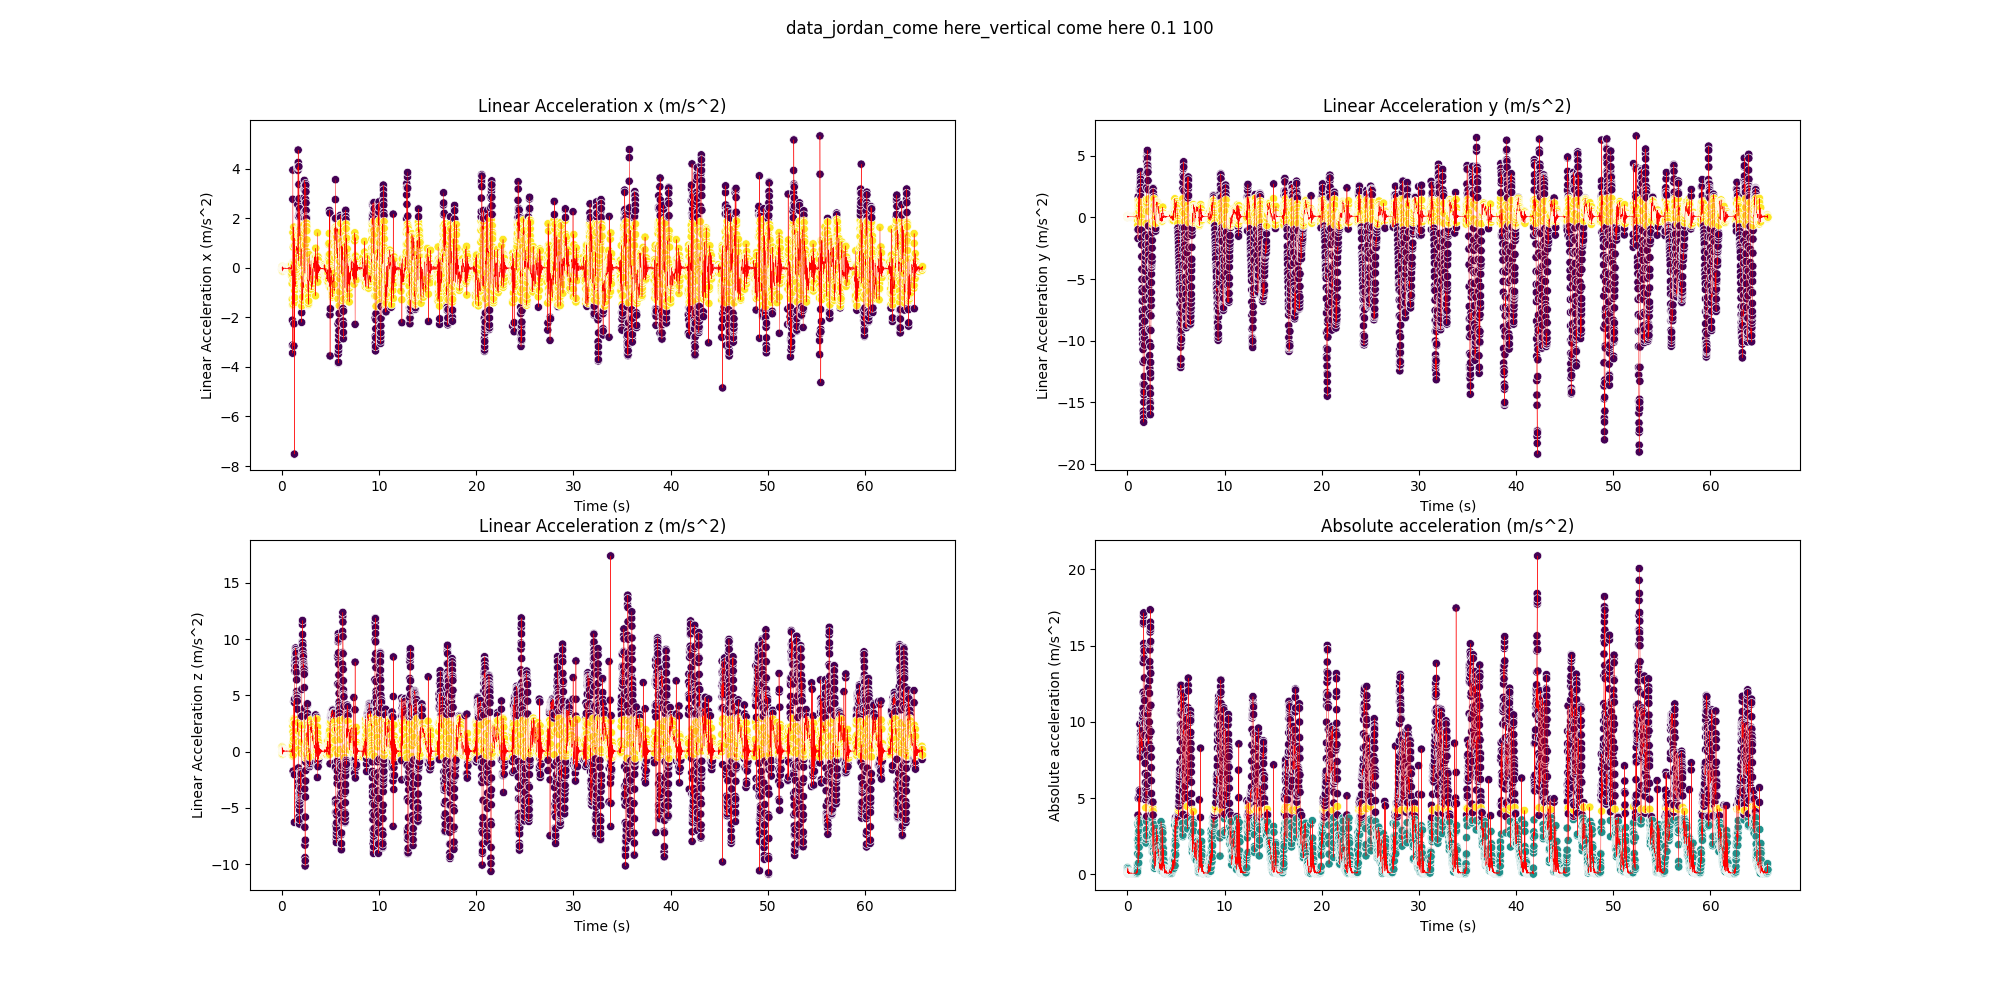 data_jordan_come here_vertical come here 0.1 100
Linear Acceleration x (m/s^2)
Linear Acceleration x (m/s^2)
4
2
0
−2
−4
−6
−8
0 10 20 30 40 50 60
Time (s)
Linear Acceleration y (m/s^2)
Linear Acceleration y (m/s^2)
5
0
−5
−10
−15
−20
0 10 20 30 40 50 60
Time (s)
Linear Acceleration z (m/s^2)
Linear Acceleration z (m/s^2)
15
10
5
0
−5
−10
0 10 20 30 40 50 60
Time (s)
Absolute acceleration (m/s^2)
Absolute acceleration (m/s^2)
20
15
10
5
0
0 10 20 30 40 50 60
Time (s)